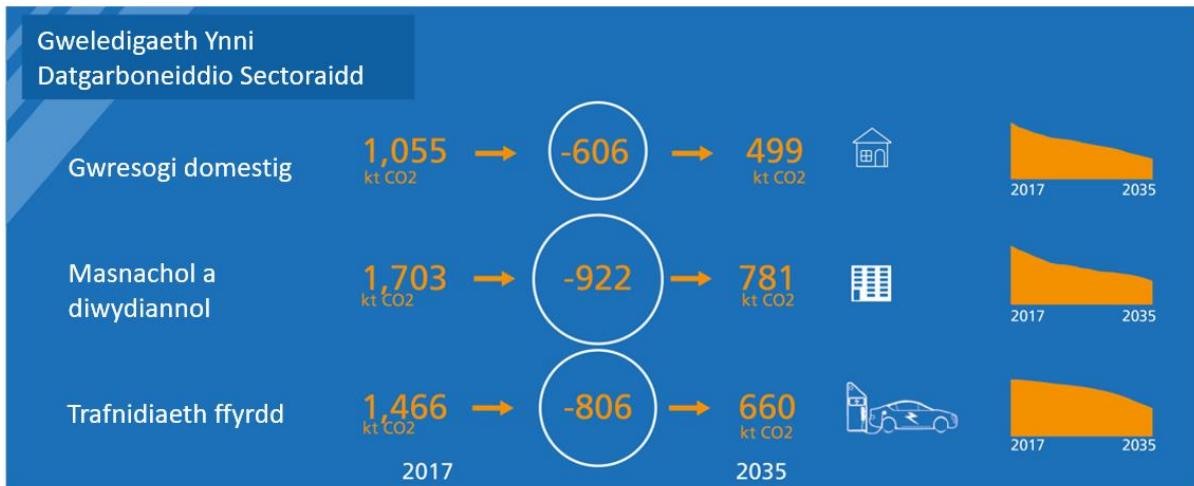 Gweledigaeth Ynni
Datgarboneiddio Sectoraidd
Gwresogi domestig
1,055
kt CO2
-606
499
kt CO2
2017
2035
Masnachol a
diwydiannol
1,703
kt CO2
-922
781
kt CO2
2017
2035
Trafnidiaeth ffyrdd
1,466
kt CO2
-806
660
kt CO2
2017
2035
2017
2035